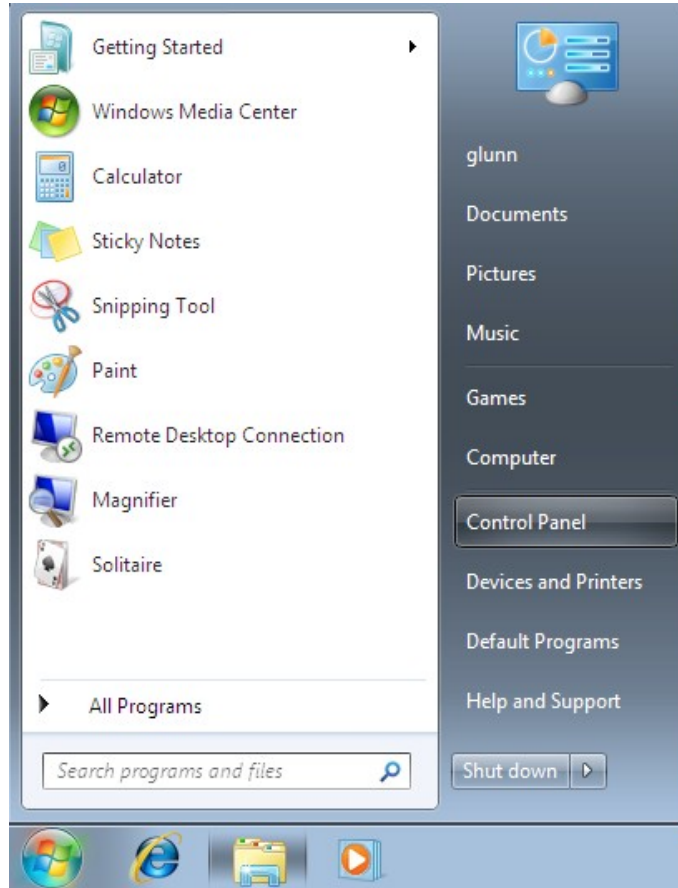 Getting Started
Windows Media Center
Calculator
Sticky Notes
Snipping Tool
Paint
Remote Desktop Connection
Magnifier
Solitaire
All Programs
Search programs and files
glunn
Documents
Pictures
Music
Games
Computer
Control Panel
Devices and Printers
Default Programs
Help and Support
Shut down